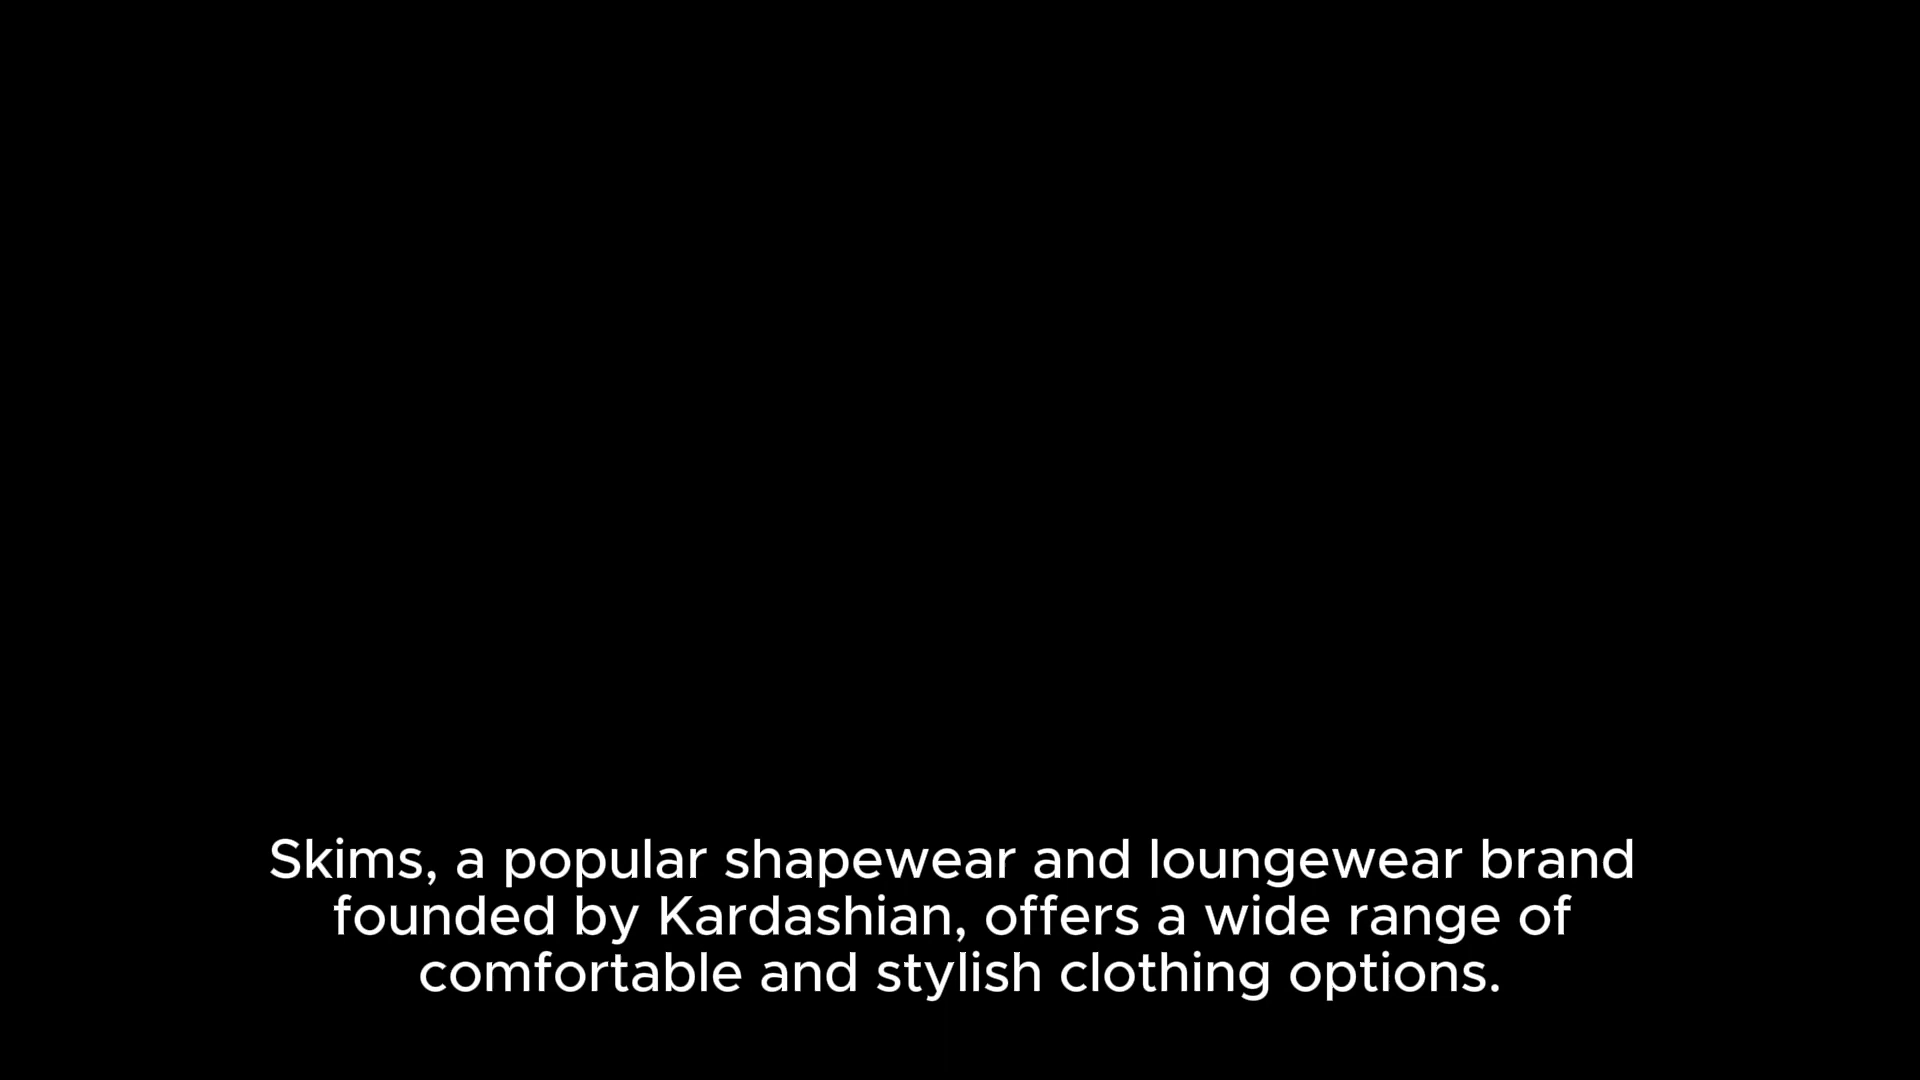 Skims, a popular shapewear and loungewear brand
founded by Kardashian, offers a wide range of
comfortable and stylish clothing options.